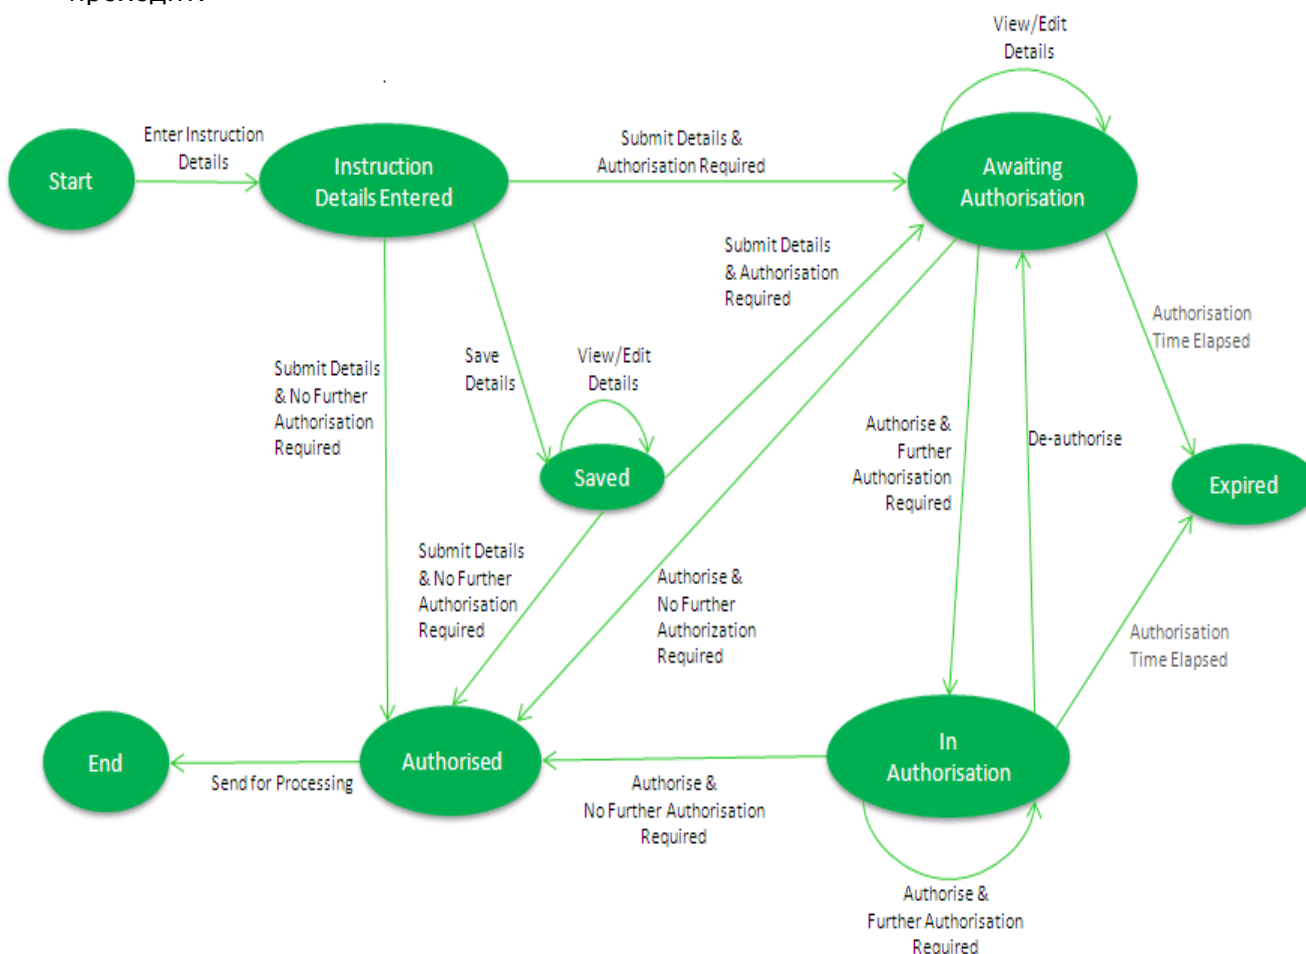 проходит.
View/Edit
Details
Enter Instruction
Details
Start
Instruction
Details Entered
Submit Details &
Authorisation Required
Awaiting
Authorisation
Submit Details
& Authorisation
Required
Authorisation
Time Elapsed
Submit Details
& No Further
Authorisation
Required
Save
Details
View/Edit
Details
Saved
Authorise &
Further
Authorisation
Required
De-authorise
Expired
Submit Details
& No Further
Authorisation
Required
Authorise &
No Further
Authorization
Required
Authorisation
Time Elapsed
End
Send for Processing
Authorised
Authorise &
No Further Authorisation
Required
In
Authorisation
Authorise &
Further Authorisation
Required